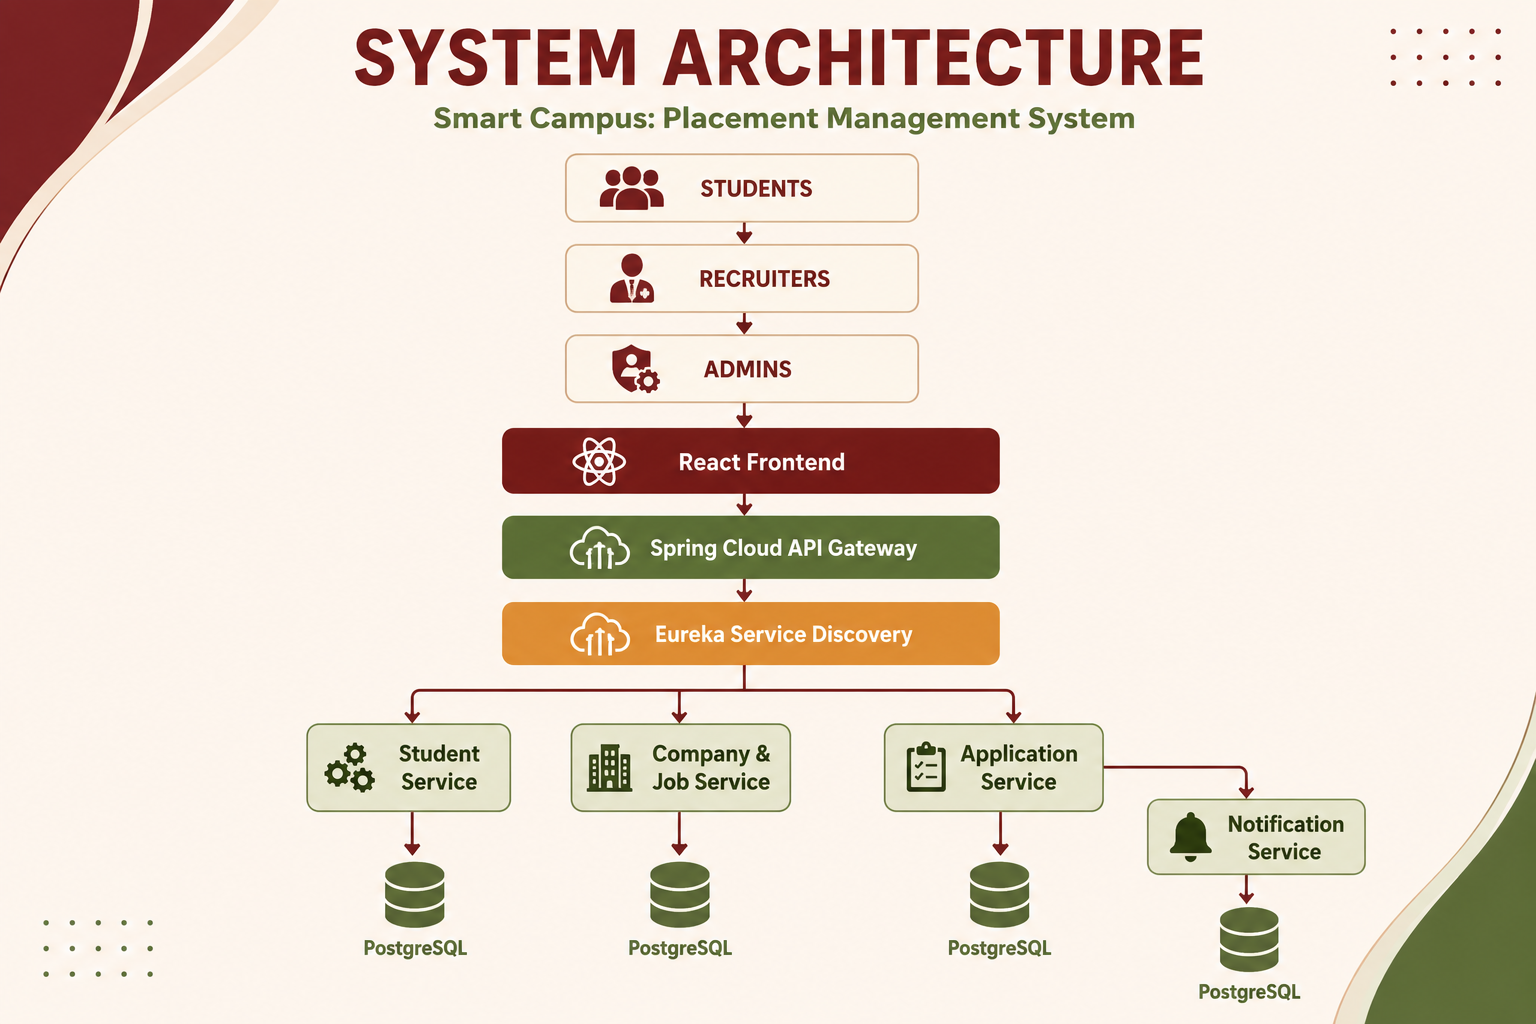 SYSTEM ARCHITECTURE
Smart Campus: Placement Management System
STUDENTS
RECRUITERS
ADMINS
React Frontend
Spring Cloud API Gateway
Eureka Service Discovery
Student
Service
Company &
Job Service
Application
Service
Notification
Service
PostgreSQL
PostgreSQL
PostgreSQL
PostgreSQL